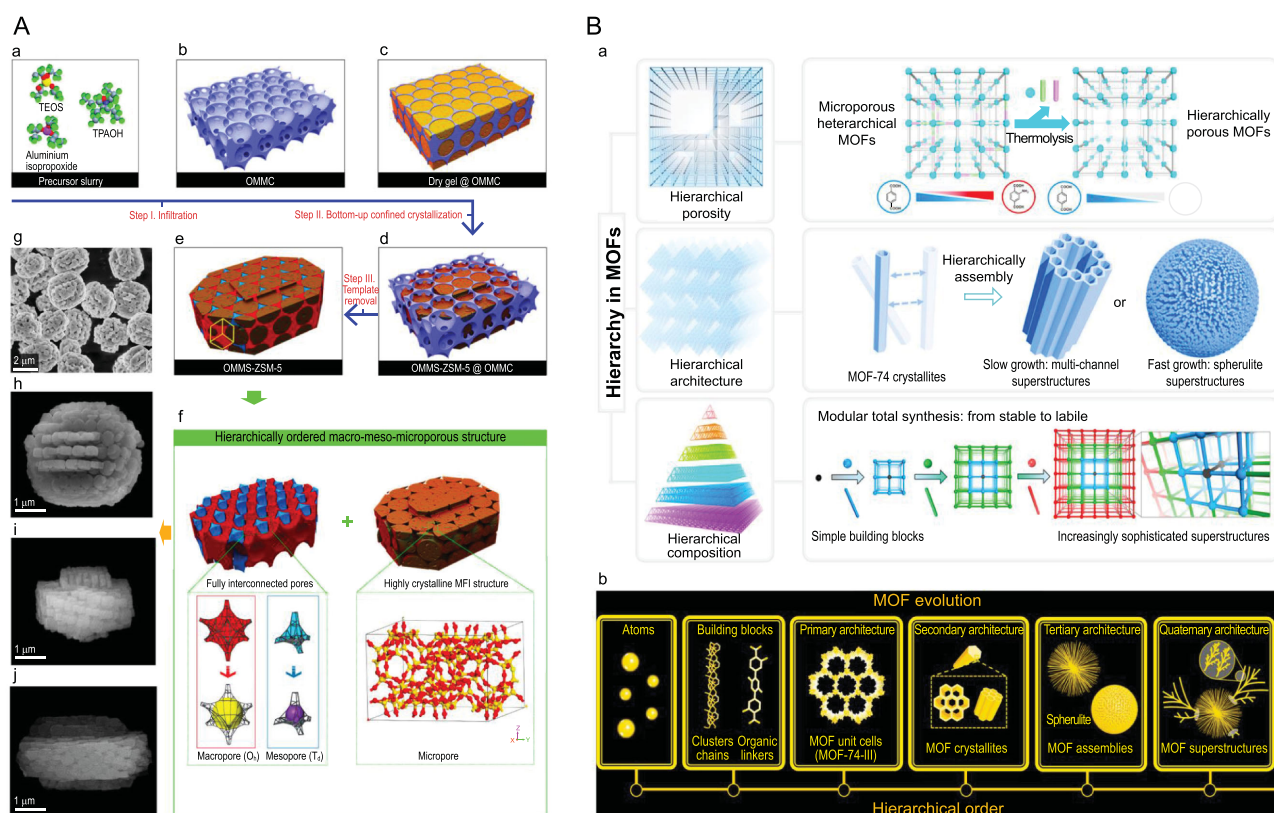 A
a
TEOS
TPAOH
Aluminium
isopropoxide
Precursor slurry
b
OMMC
c
Dry gel @ OMMC
Step I. Infiltration
Step II. Bottom-up confined crystallization
g
2 μm
e
OMMS-ZSM-5
Step III.
Template
removal
d
OMMS-ZSM-5 @ OMMC
h
1 μm
i
1 μm
j
1 μm
f
Hierarchically ordered macro-meso-microporous structure
+
Fully interconnected pores
Highly crystalline MFI structure
Macropore (Oh)
Mesopore (Td)
Micropore
Z
X
Y
B
a
Hierarchy in MOFs
Hierarchical
porosity
Microporous
heterarchical
MOFs
Thermolysis
Hierarchically
porous MOFs
Hierarchical
architecture
MOF-74 crystallites
Hierarchically
assembly
or
Slow growth: multi-channel
superstructures
Fast growth: spherulite
superstructures
Hierarchical
composition
Modular total synthesis: from stable to labile
Simple building blocks
Increasingly sophisticated superstructures
b
MOF evolution
Atoms
Building blocks
Clusters
chains
Organic
linkers
Primary architecture
MOF unit cells
(MOF-74-III)
Secondary architecture
MOF crystallites
Tertiary architecture
Spherulite
MOF assemblies
Quaternary architecture
MOF superstructures
Hierarchical order